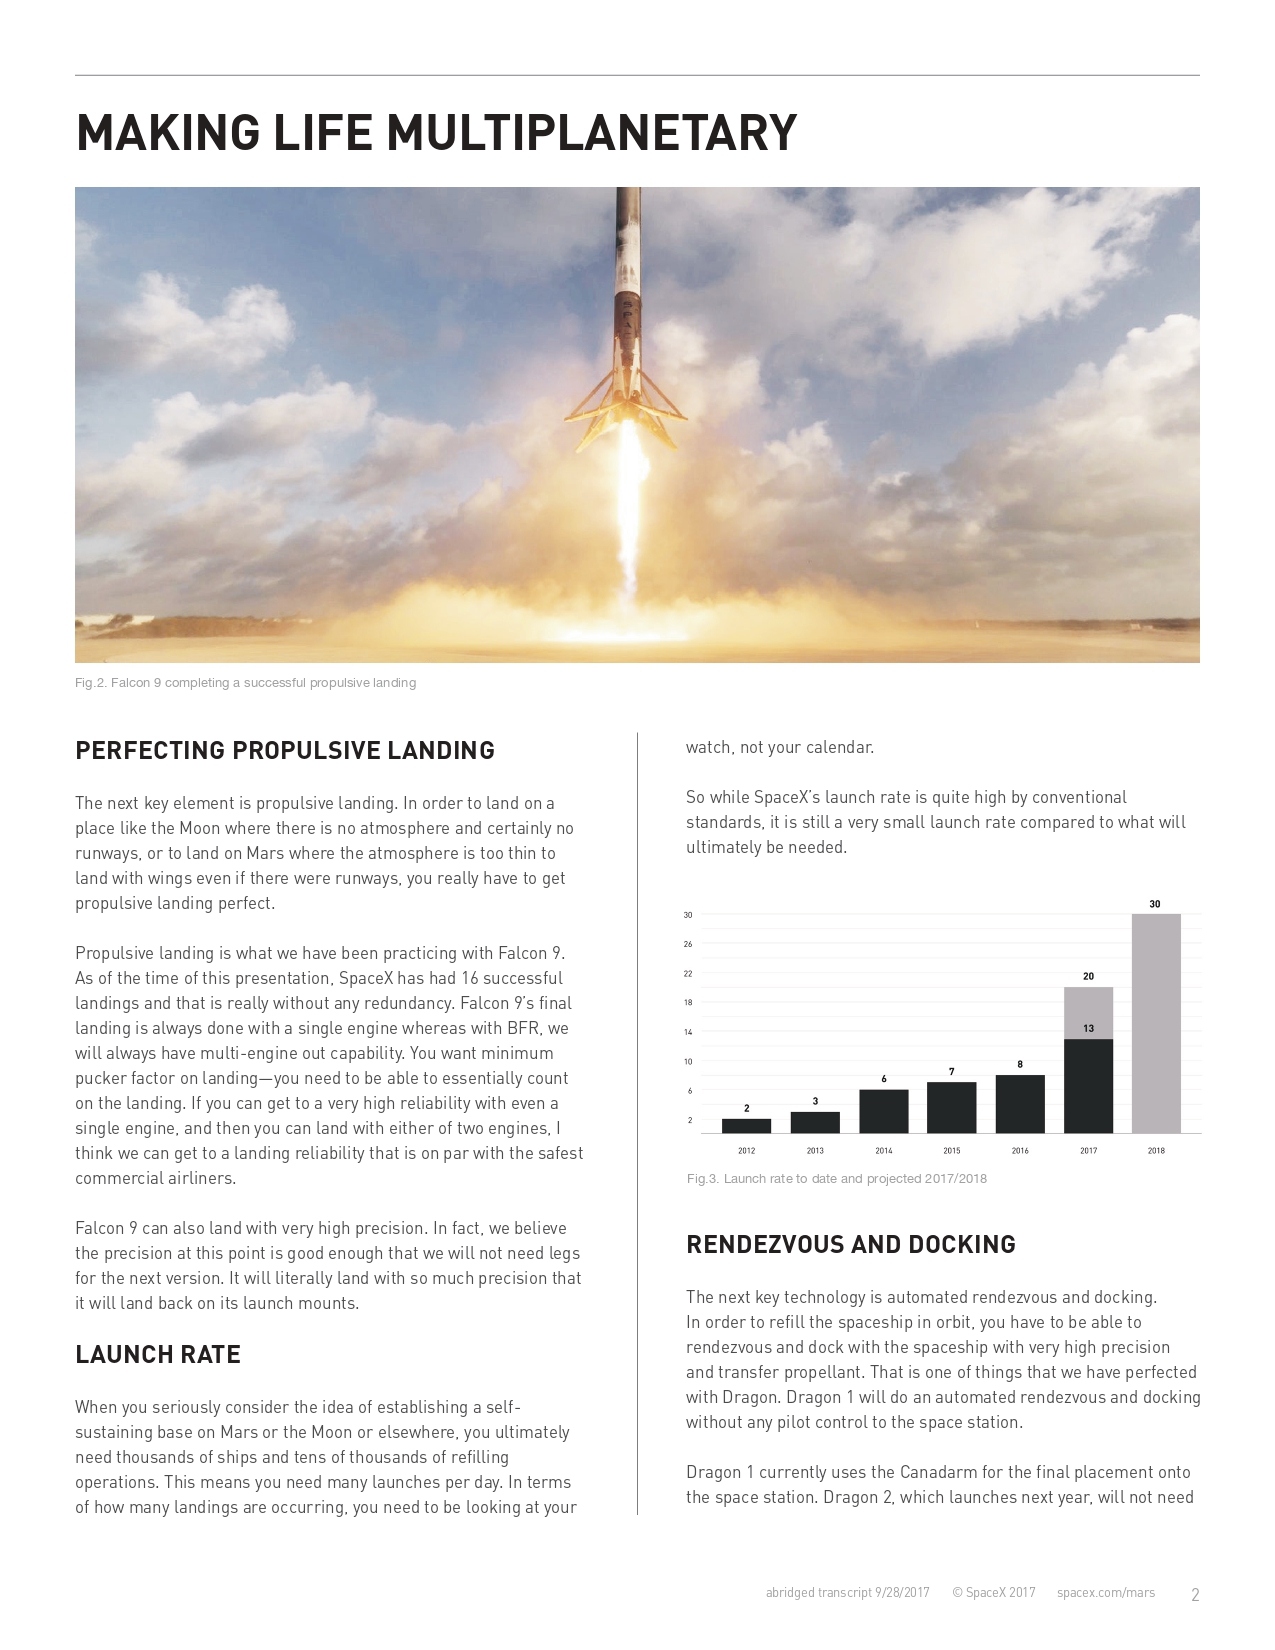 MAKING LIFE MULTIPLANETARY
SPAC
Fig.2. Falcon 9 completing a successful propulsive landing
PERFECTING PROPULSIVE LANDING
The next key element is propulsive landing. In order to land on a
place like the Moon where there is no atmosphere and certainly no
runways, or to land on Mars where the atmosphere is too thin to
land with wings even if there were runways, you really have to get
propulsive landing perfect.
Propulsive landing is what we have been practicing with Falcon 9.
As of the time of this presentation, SpaceX has had 16 successful
landings and that is really without any redundancy. Falcon 9’s final
landing is always done with a single engine whereas with BFR, we
will always have multi-engine out capability. You want minimum
pucker factor on landing—you need to be able to essentially count
on the landing. If you can get to a very high reliability with even a
single engine, and then you can land with either of two engines, I
think we can get to a landing reliability that is on par with the safest
commercial airliners.
Falcon 9 can also land with very high precision. In fact, we believe
the precision at this point is good enough that we will not need legs
for the next version. It will literally land with so much precision that
it will land back on its launch mounts.
LAUNCH RATE
When you seriously consider the idea of establishing a self-
sustaining base on Mars or the Moon or elsewhere, you ultimately
need thousands of ships and tens of thousands of refilling
operations. This means you need many launches per day. In terms
of how many landings are occurring, you need to be looking at your
watch, not your calendar.
So while SpaceX’s launch rate is quite high by conventional
standards, it is still a very small launch rate compared to what will
ultimately be needed.
30
26
22
18
14
10
6
2
2
3
6
7
8
13
20
30
2012 2013 2014 2015 2016 2017 2018
Fig.3. Launch rate to date and projected 2017/2018
RENDEZVOUS AND DOCKING
The next key technology is automated rendezvous and docking.
In order to refill the spaceship in orbit, you have to be able to
rendezvous and dock with the spaceship with very high precision
and transfer propellant. That is one of things that we have perfected
with Dragon. Dragon 1 will do an automated rendezvous and docking
without any pilot control to the space station.
Dragon 1 currently uses the Canadarm for the final placement onto
the space station. Dragon 2, which launches next year, will not need
abridged transcript 9/28/2017 © SpaceX 2017 spacex.com/mars 2